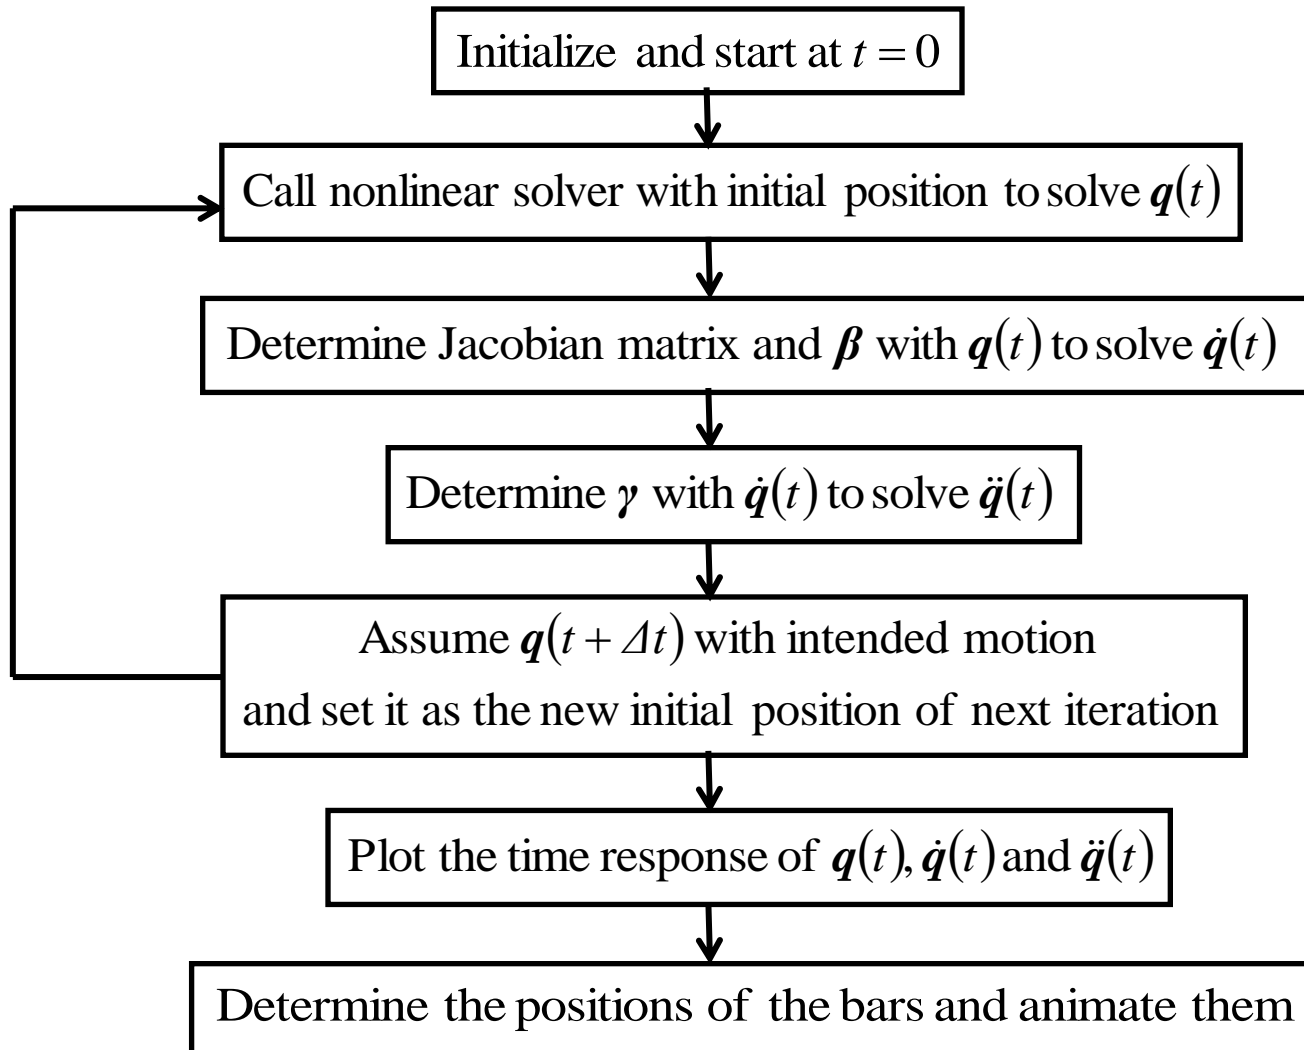 Initialize and start at t = 0
Call nonlinear solver with initial position to solve q(t)
Determine Jacobian matrix and β with q(t) to solve q̇(t)
Determine γ with q̇(t) to solve q̈(t)
Assume q(t + Δt) with intended motion
and set it as the new initial position of next iteration
Plot the time response of q(t), q̇(t) and q̈(t)
Determine the positions of the bars and animate them